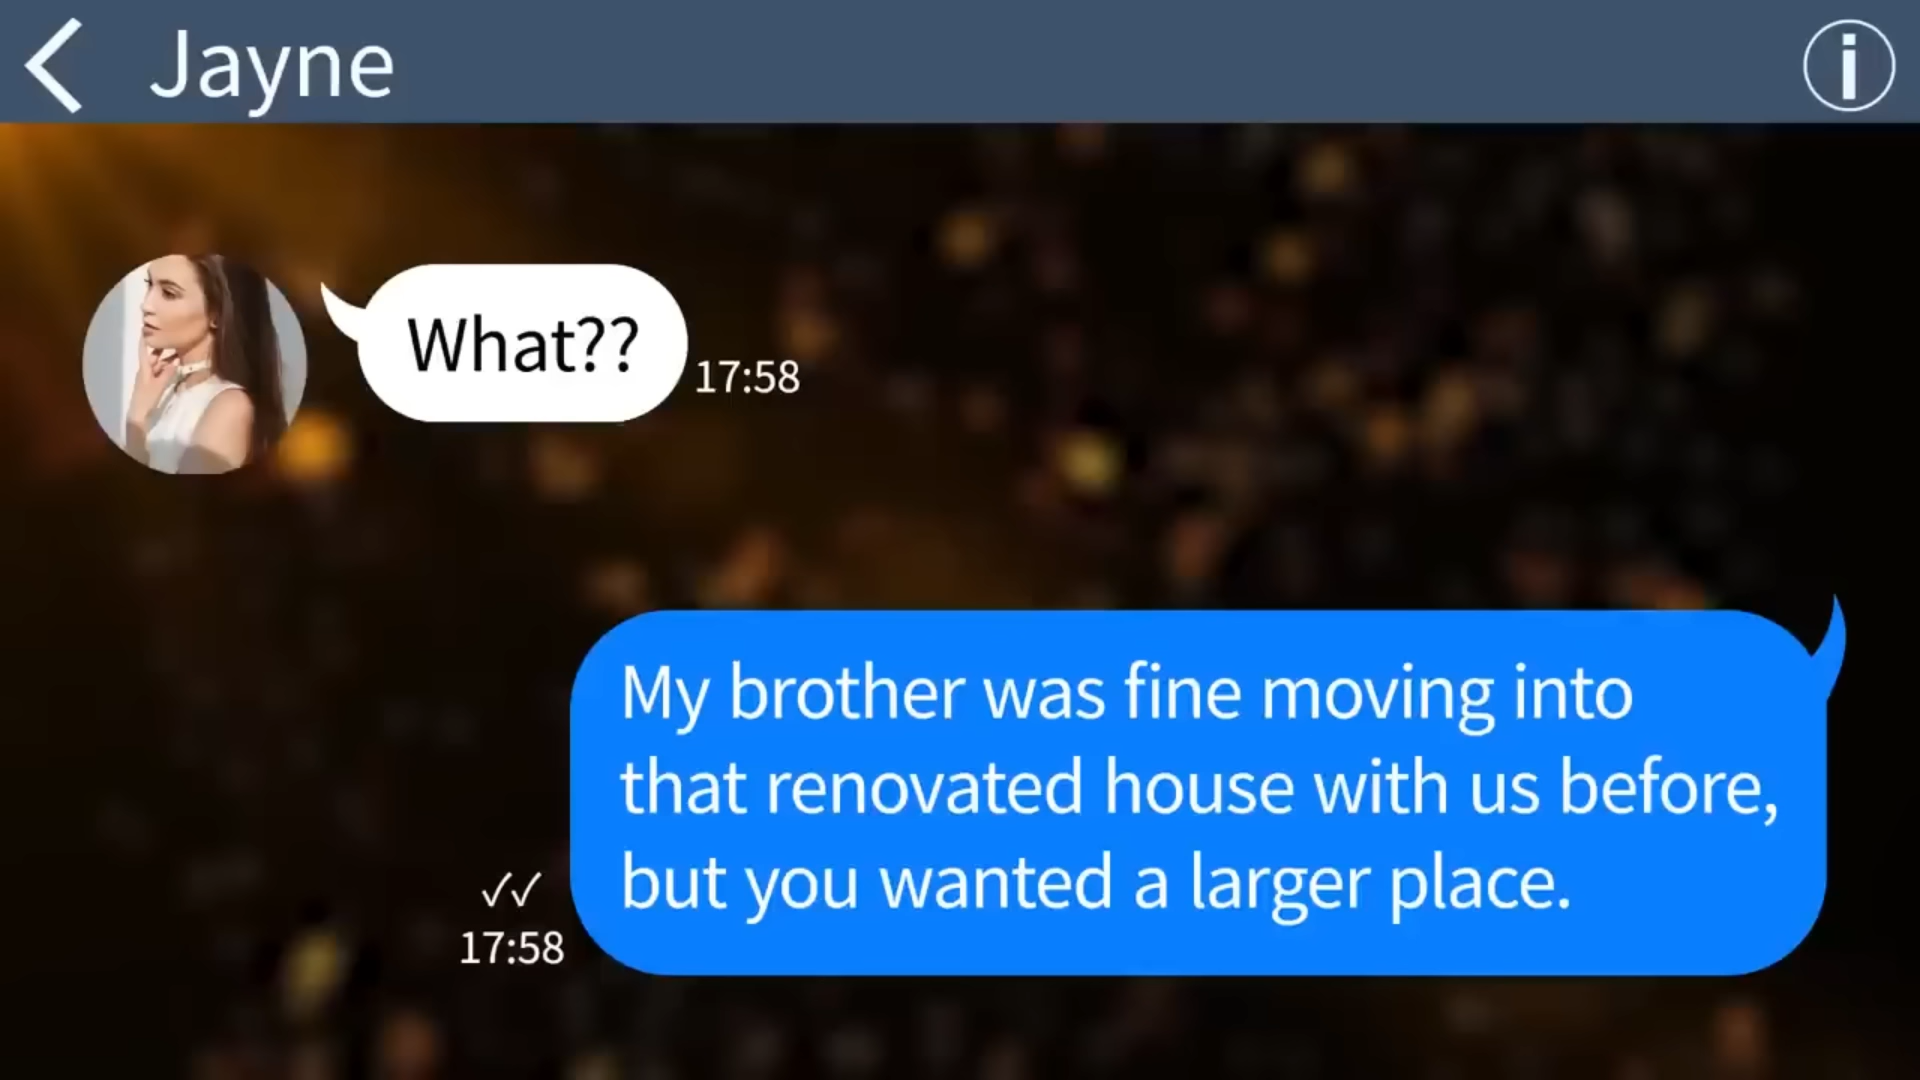 Jayne
What??
17:58
My brother was fine moving into
that renovated house with us before,
but you wanted a larger place.
✓✓
17:58